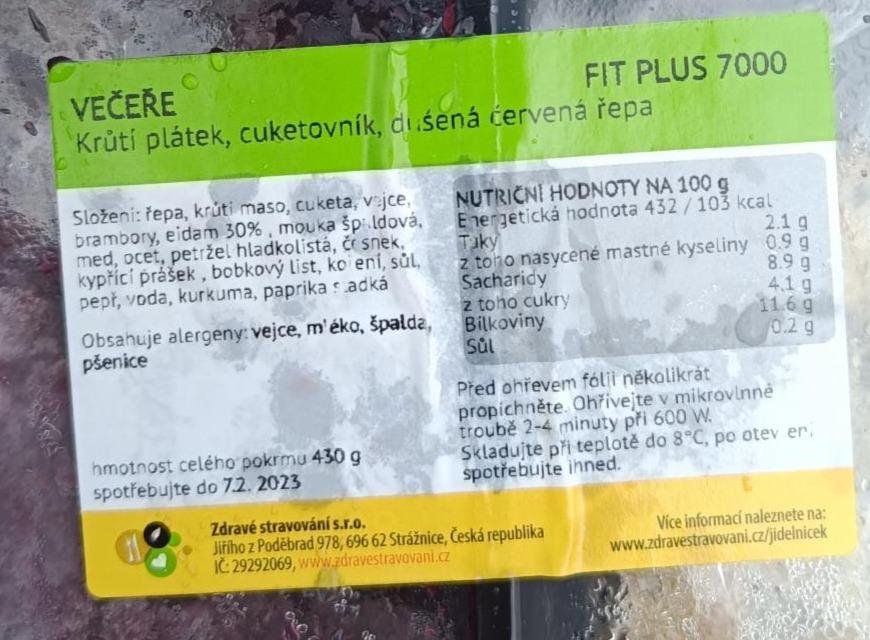 VEČEŘE
FIT PLUS 7000
Krůtí plátek, cuketovník, dušená červená řepa
Složení: řepa, krůtí maso, cuketa, vejce,
brambory, eidam 30% , mouka špaldová,
med, ocet, petržel hladkolistá, česnek,
kypřící prášek , bobkový list, koření, sůl,
pepř, voda, kurkuma, paprika sladká
Obsahuje alergeny: vejce, mléko, špalda,
pšenice
hmotnost celého pokrmu 430 g
spotřebujte do 7.2. 2023
NUTRIČNÍ HODNOTY NA 100 g
Energetická hodnota 432 / 103 kcal
Tuky 2.1 g
z toho nasycené mastné kyseliny 0.9 g
Sacharidy 8.9 g
z toho cukry 4.1 g
Bílkoviny 11.6 g
Sůl 0.2 g
Před ohřevem fólii několikrát
propíchněte. Ohřívejte v mikrovlnné
troubě 2-4 minuty při 600 W.
Skladujte při teplotě do 8°C, po otevření
spotřebujte ihned.
Zdravé stravování s.r.o.
Jiřího z Poděbrad 978, 696 62 Strážnice, Česká republika
IČ: 29292069, www.zdravestravovani.cz
Více informací naleznete na:
www.zdravestravovani.cz/jidelnicek